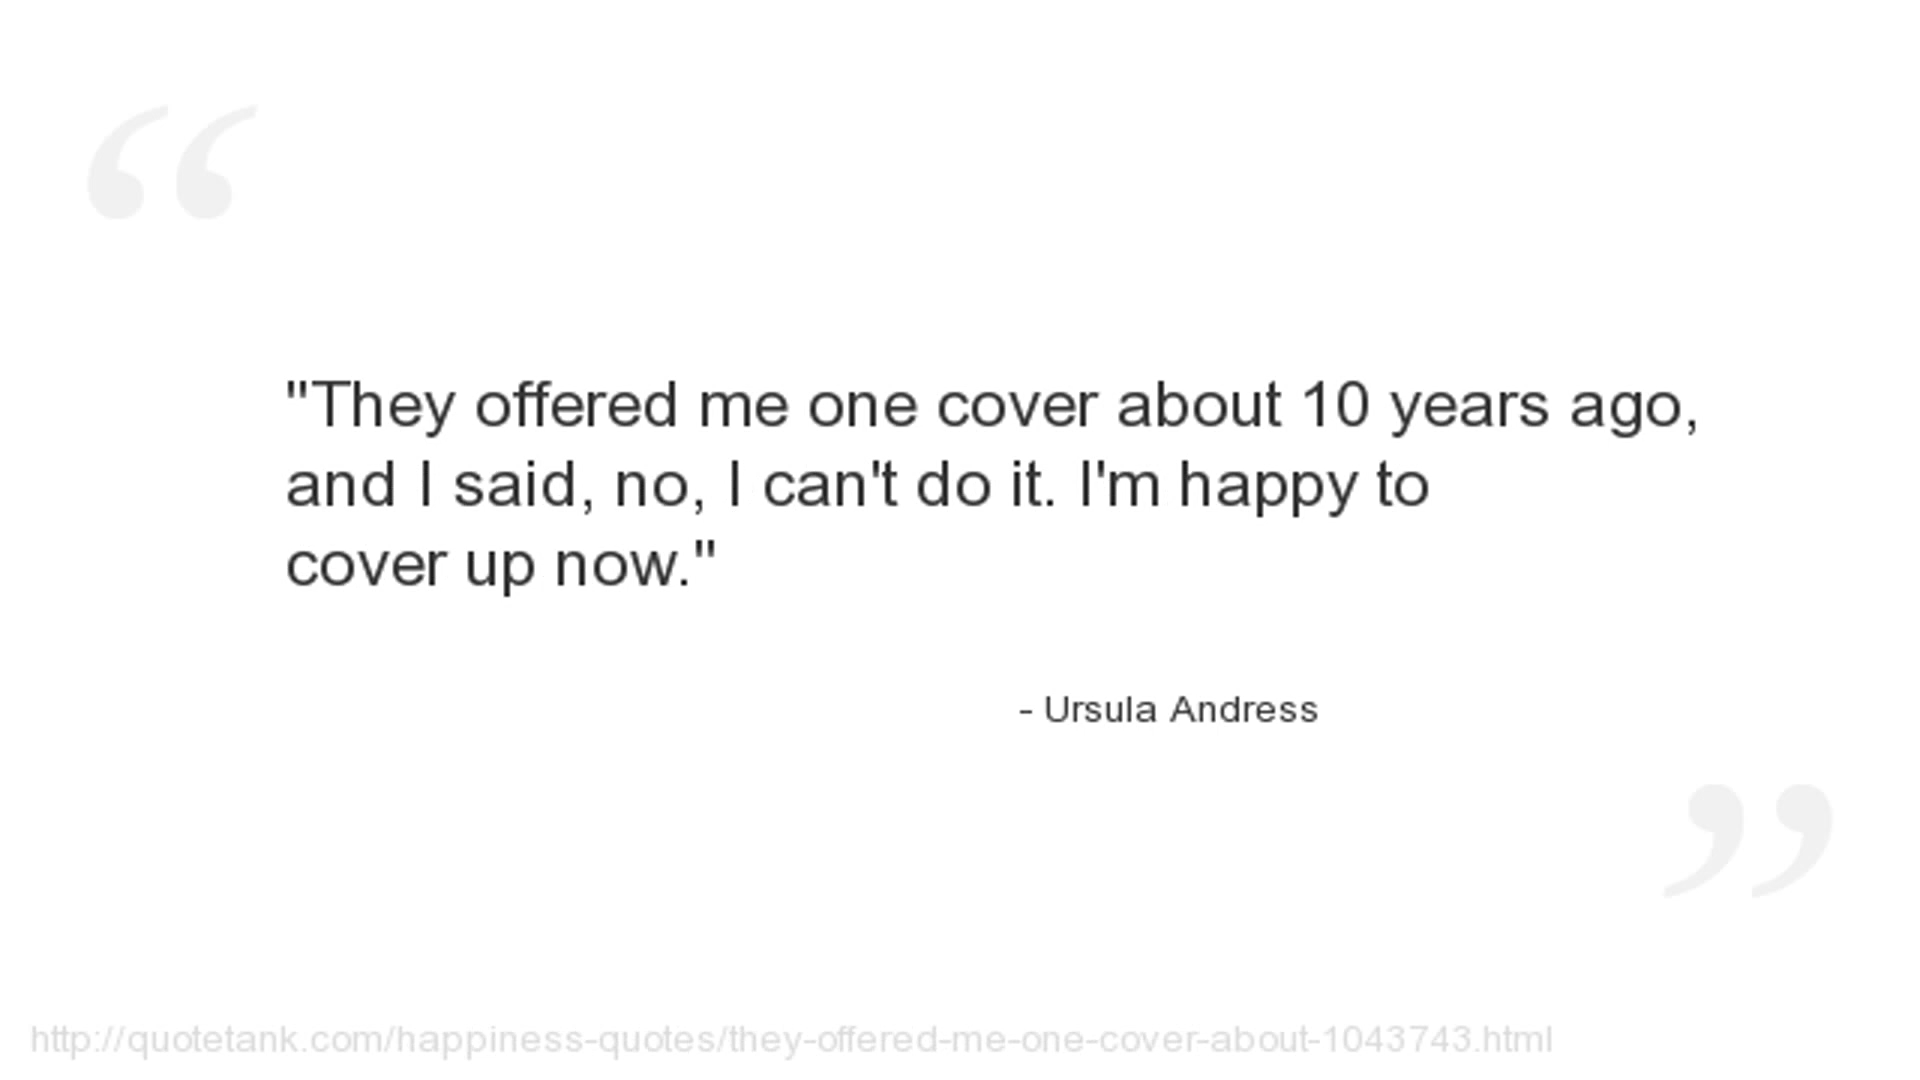 "They offered me one cover about 10 years ago,
and I said, no, I can't do it. I'm happy to
cover up now."
- Ursula Andress
http://quotetank.com/happiness-quotes/they-offered-me-one-cover-about-1043743.html